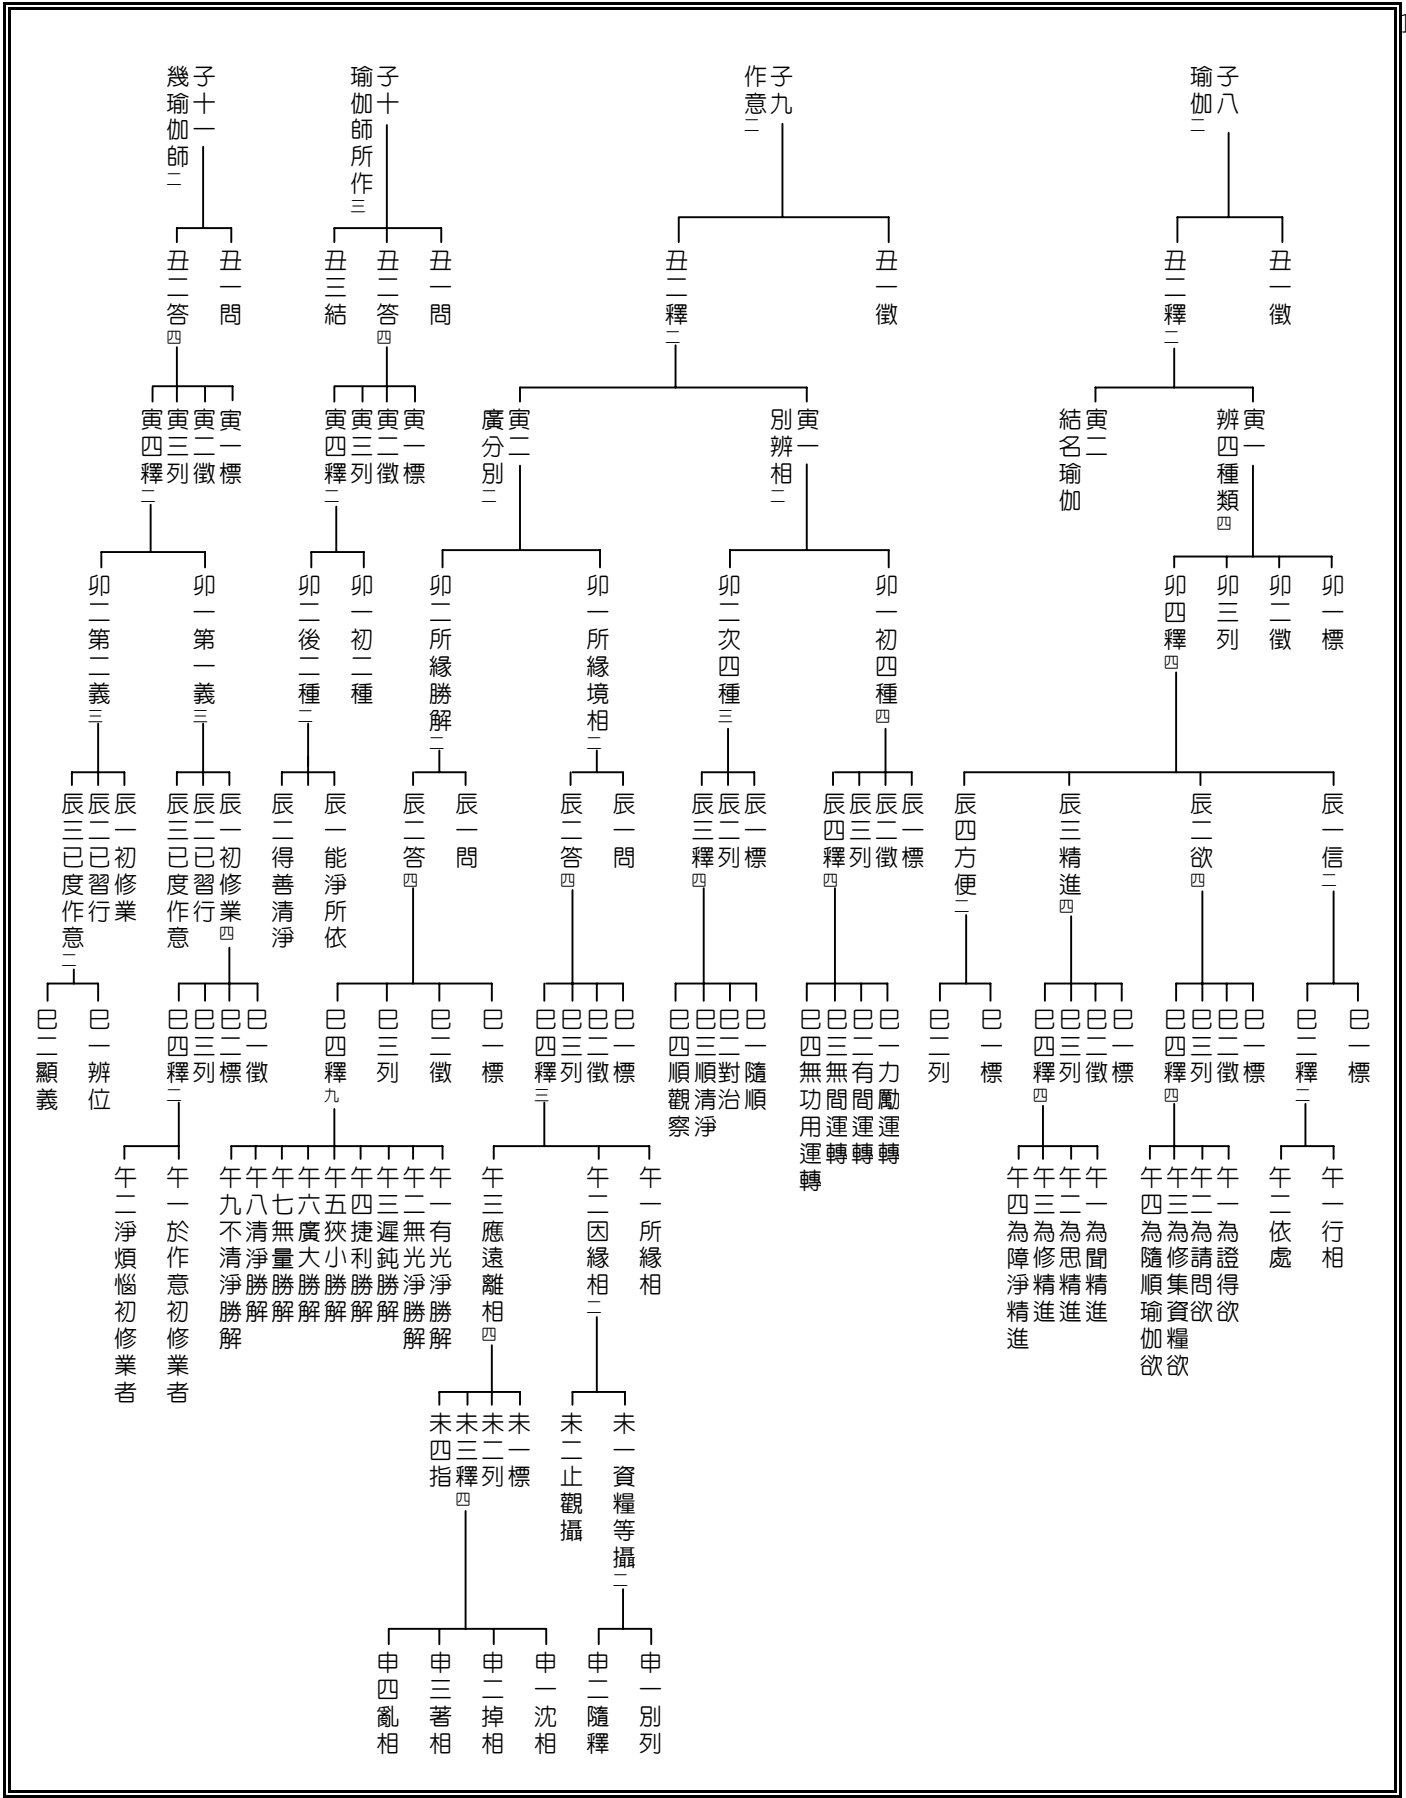 1
子八
瑜伽二
丑一徵
丑二釋二
寅一
辨四種類四
寅二
結名瑜伽
卯一標
卯二徵
卯三列
卯四釋四
辰一信二
辰二欲四
辰三精進四
辰四方便二
巳一標
巳二釋二
巳一標
巳二徵
巳三列
巳四釋四
巳一標
巳二徵
巳三列
巳四釋四
巳一標
巳二列
午一行相
午二依處
午一為證得欲
午二為請問欲
午三為修集資糧欲
午四為隨順瑜伽欲
午一為聞精進
午二為思精進
午三為修精進
午四為障淨精進
子九
作意二
丑一徵
丑二釋二
寅一
別辨相二
寅二
廣分別二
卯一初四種四
卯二次四種三
卯一所緣境相二
卯二所緣勝解二
辰一標
辰二徵
辰三列
辰四釋四
辰一標
辰二列
辰三釋四
辰一問
辰二答四
辰一問
辰二答四
巳一力勵運轉
巳二有間運轉
巳三無間運轉
巳四無功用運轉
巳一隨順
巳二對治
巳三順清淨
巳四順觀察
巳一標
巳二徵
巳三列
巳四釋三
巳一標
巳二徵
巳三列
巳四釋九
午一所緣相
午二因緣相二
午三應遠離相四
午一有光淨勝解
午二無光淨勝解
午三遲鈍勝解
午四捷利勝解
午五狹小勝解
午六廣大勝解
午七無量勝解
午八清淨勝解
午九不清淨勝解
未一資糧等攝二
未二止觀攝
未一標
未二列
未三釋四
未四指
申一別列
申二隨釋
申一沈相
申二掉相
申三著相
申四亂相
子十
瑜伽師所作三
丑一問
丑二答四
丑三結
寅一標
寅二徵
寅三列
寅四釋二
卯一初二種
卯二後二種二
辰一能淨所依
辰二得善清淨
子十一
幾瑜伽師二
丑一問
丑二答四
寅一標
寅二徵
寅三列
寅四釋二
卯一第一義三
卯二第二義三
辰一初修業四
辰二已習行
辰三已度作意
辰一初修業
辰二已習行
辰三已度作意二
巳一徵
巳二標
巳三列
巳四釋二
巳一辨位
巳二顯義
午一於作意初修業者
午二淨煩惱初修業者